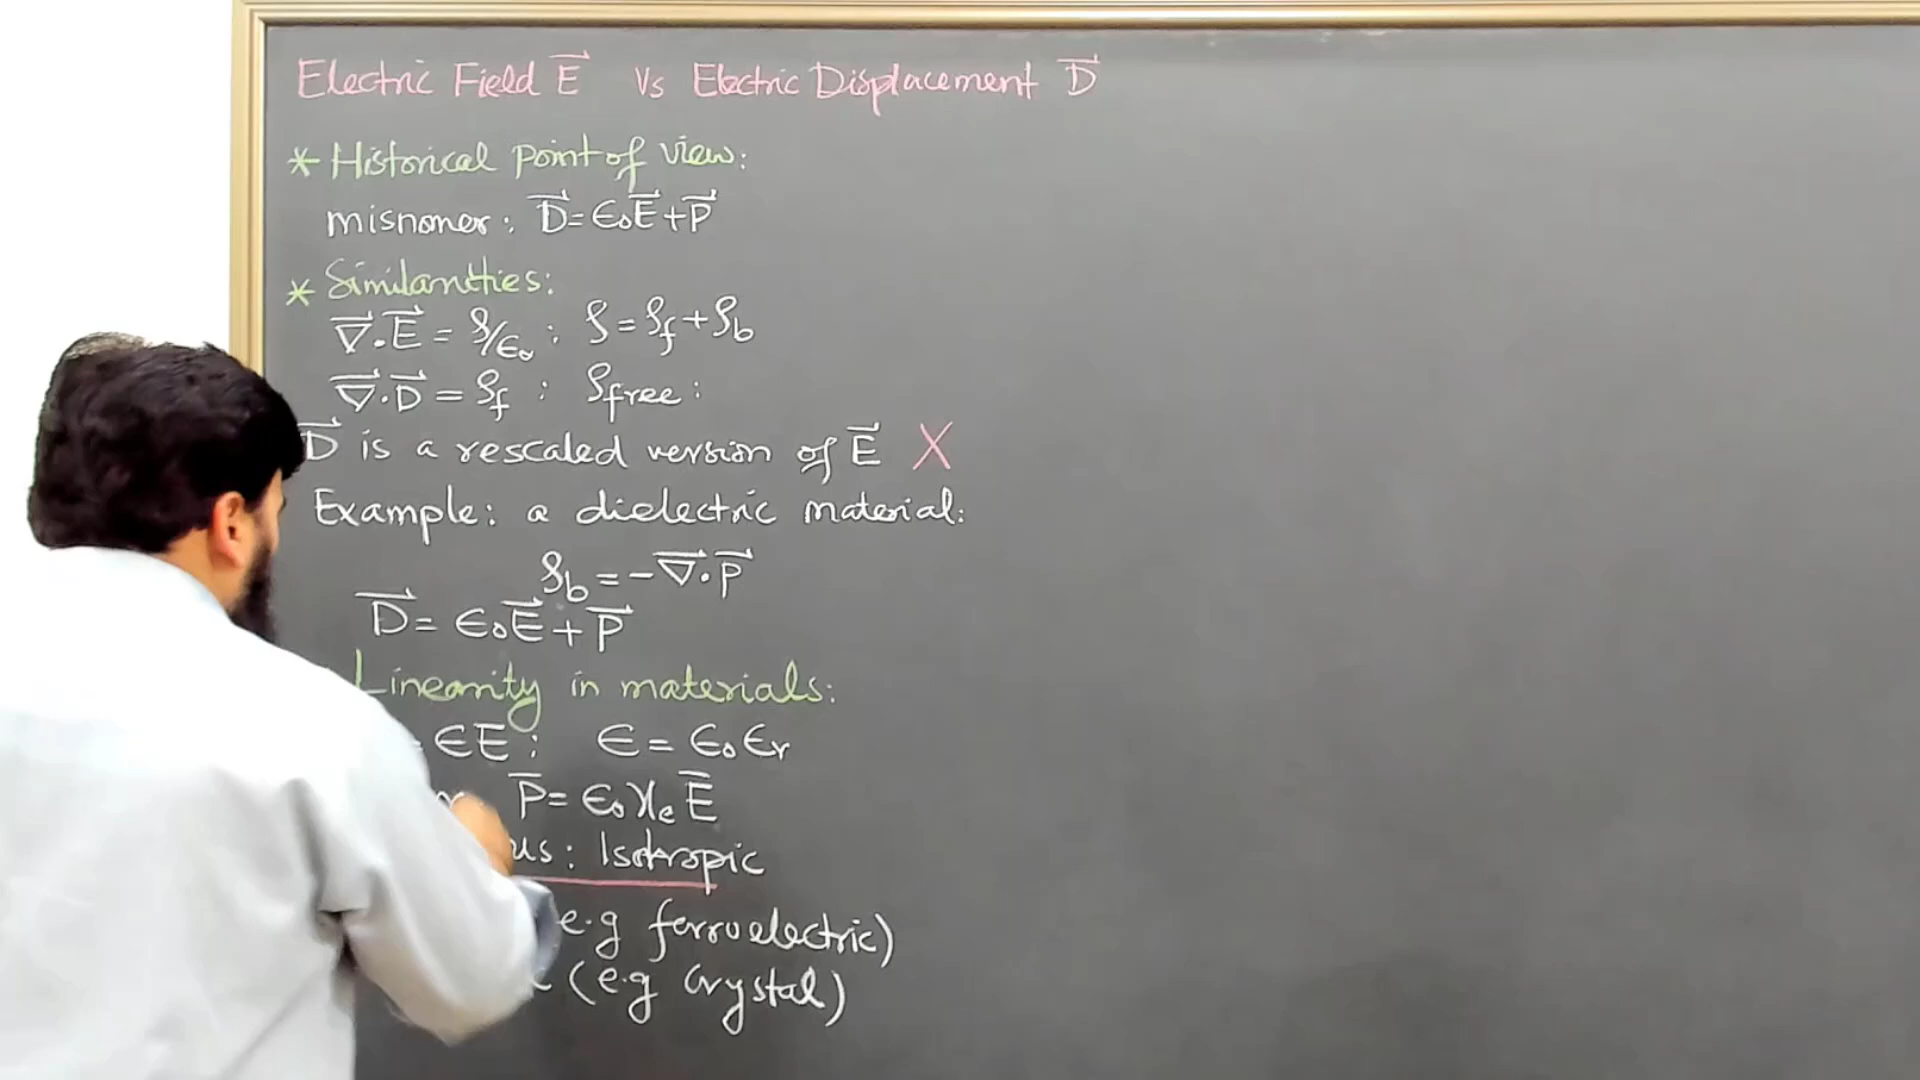 Electric Field E⃗ Vs Electric Displacement D⃗
* Historical point of view:
misnomer: D⃗ = ϵ₀E⃗ + P⃗
* Similarities:
∇⃗.E⃗ = ρ/ϵ₀ : ρ = ρf + ρb
∇⃗.D⃗ = ρf : ρfree :
D⃗ is a rescaled version of E⃗ X
Example: a dielectric material:
ρb = -∇⃗.P⃗
D⃗ = ϵ₀E⃗ + P⃗
Linearity in materials:
= ϵE : ϵ = ϵ₀ϵr
P̄ = ϵ₀χeĒ
us: Isotropic
e.g ferroelectric)
(e.g Crystal)